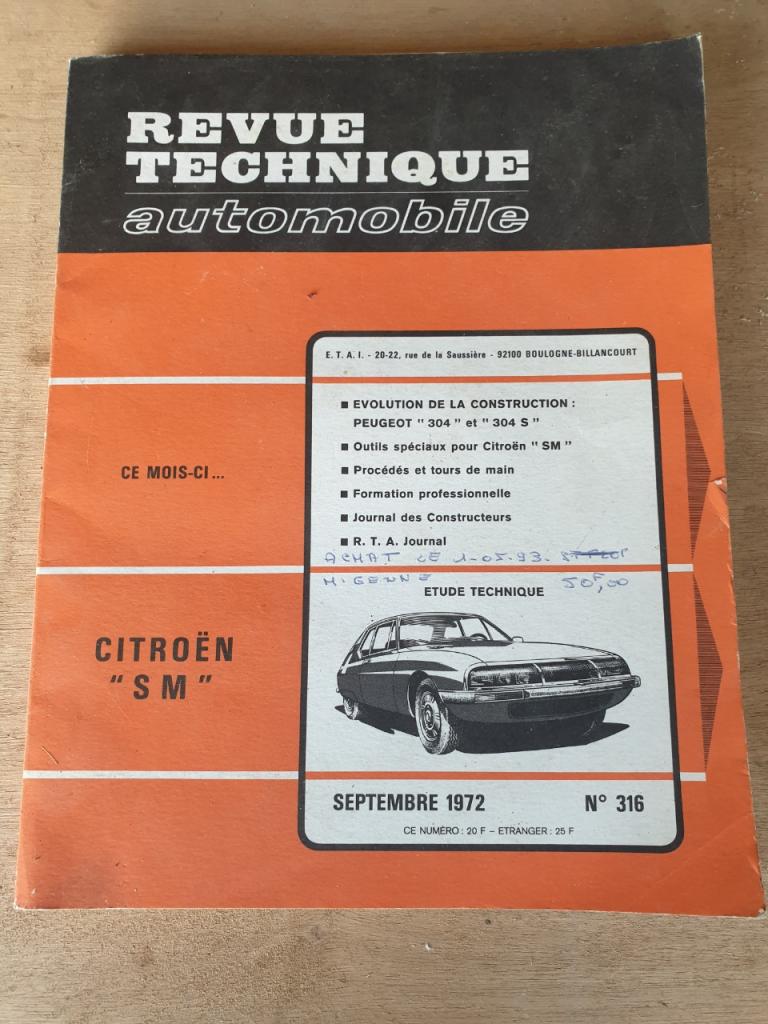 REVUE
TECHNIQUE
automobile
E. T. A. I. - 20-22, rue de la Saussière - 92100 BOULOGNE-BILLANCOURT
■ EVOLUTION DE LA CONSTRUCTION :
PEUGEOT " 304 " et " 304 S "
■ Outils spéciaux pour Citroën " SM "
■ Procédés et tours de main
■ Formation professionnelle
■ Journal des Constructeurs
■ R. T. A. Journal
CE MOIS-CI...
ACHAT LE 1-05-93.
50F,00
ETUDE TECHNIQUE
CITROËN
" S M "
SEPTEMBRE 1972 N° 316
CE NUMÉRO : 20 F – ETRANGER : 25 F